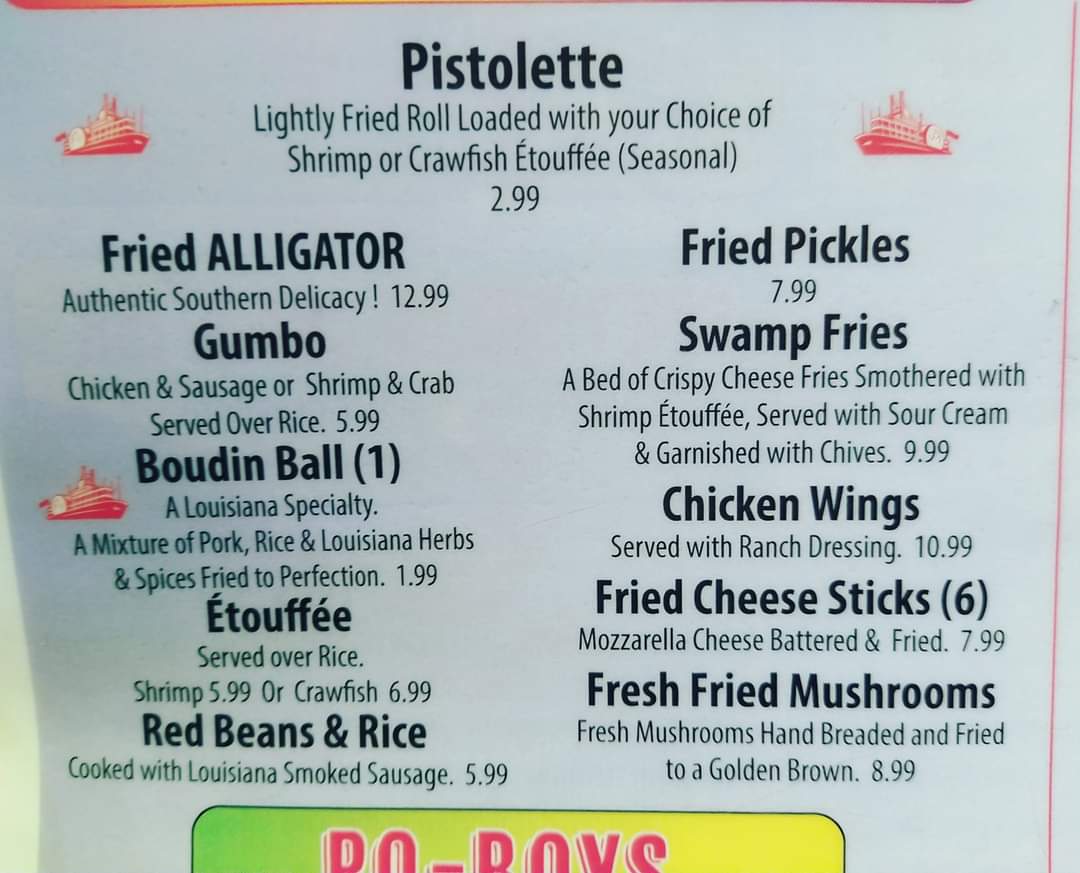 Pistolette
Lightly Fried Roll Loaded with your Choice of
Shrimp or Crawfish Étouffée (Seasonal)
2.99
Fried ALLIGATOR
Authentic Southern Delicacy ! 12.99
Gumbo
Chicken & Sausage or Shrimp & Crab
Served Over Rice. 5.99
Boudin Ball (1)
A Louisiana Specialty.
A Mixture of Pork, Rice & Louisiana Herbs
& Spices Fried to Perfection. 1.99
Étouffée
Served over Rice.
Shrimp 5.99 Or Crawfish 6.99
Red Beans & Rice
Cooked with Louisiana Smoked Sausage. 5.99
Fried Pickles
7.99
Swamp Fries
A Bed of Crispy Cheese Fries Smothered with
Shrimp Étouffée, Served with Sour Cream
& Garnished with Chives. 9.99
Chicken Wings
Served with Ranch Dressing. 10.99
Fried Cheese Sticks (6)
Mozzarella Cheese Battered & Fried. 7.99
Fresh Fried Mushrooms
Fresh Mushrooms Hand Breaded and Fried
to a Golden Brown. 8.99
PO-BOYS